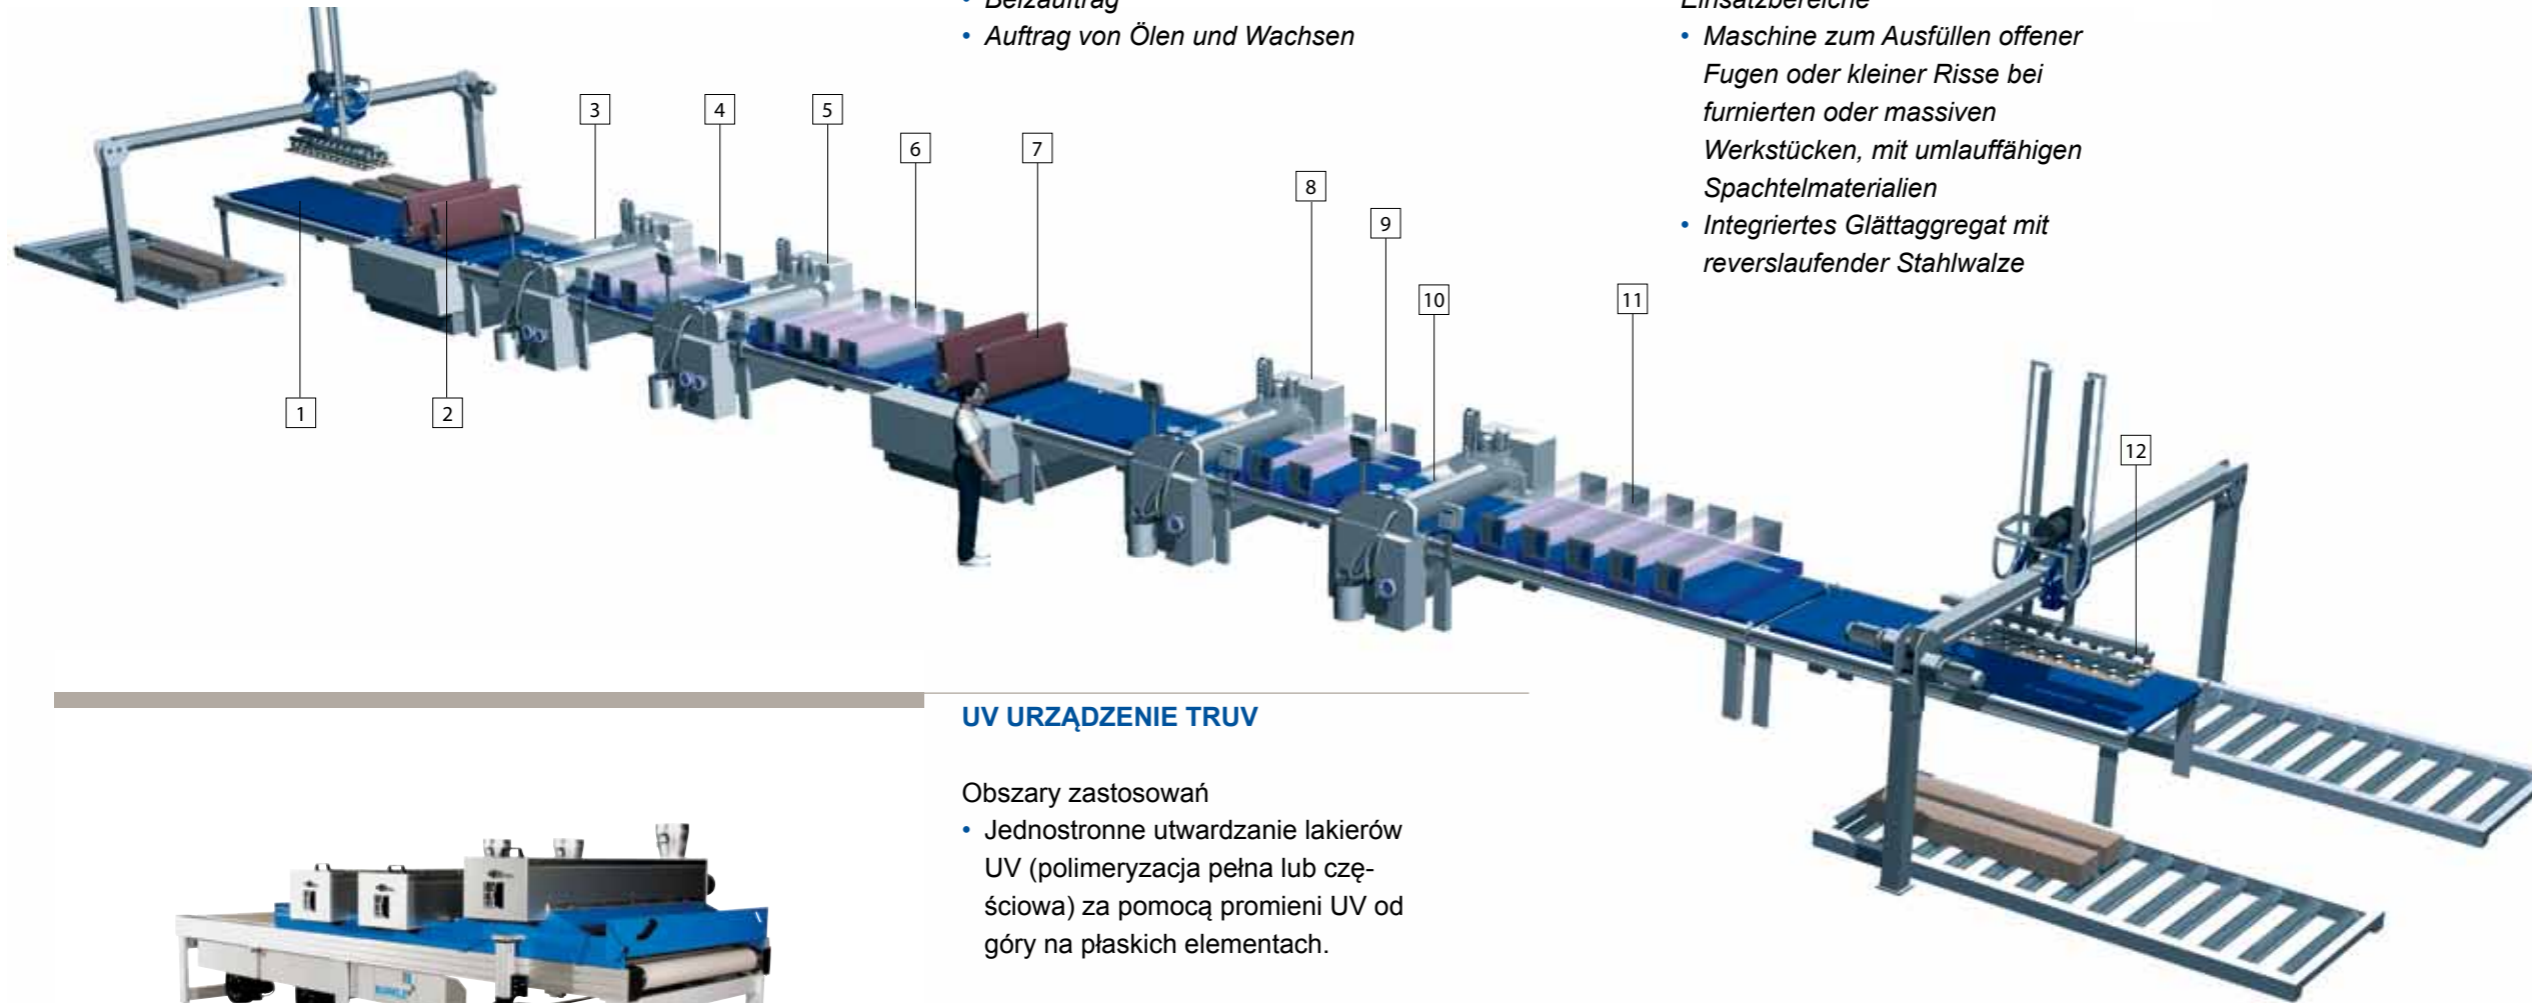 Beizauftrag
• Auftrag von Ölen und Wachsen
Einsatzbereiche
• Maschine zum Ausfüllen offener
Fugen oder kleiner Risse bei
furnierten oder massiven
Werkstücken, mit umlauffähigen
Spachtelmaterialien
• Integriertes Glättaggregat mit
reverslaufender Stahlwalze
3
4
5
6
7
8
9
10
11
12
1
2
UV URZĄDZENIE TRUV
Obszary zastosowań
• Jednostronne utwardzanie lakierów
UV (polimeryzacja pełna lub czę-
ściowa) za pomocą promieni UV od
góry na płaskich elementach.
BÜRKLE